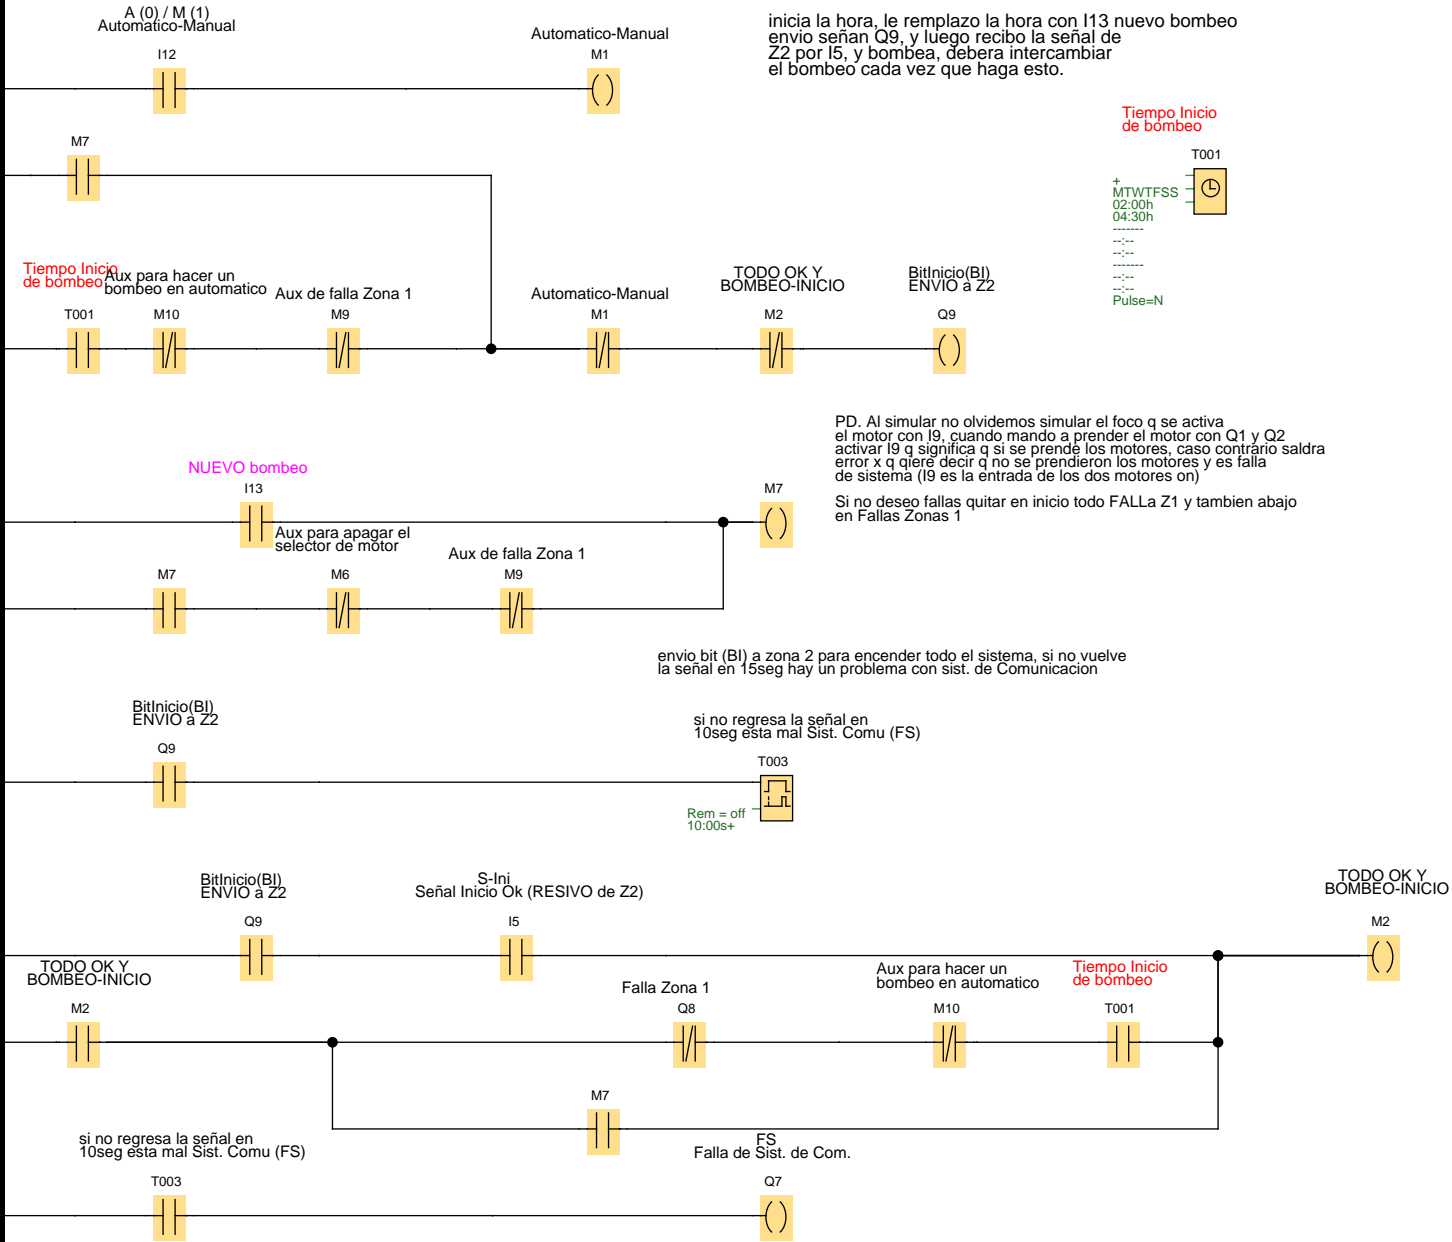 A (0) / M (1)
Automatico-Manual
I12
Automatico-Manual
M1
inicia la hora, le remplazo la hora con I13 nuevo bombeo
envio señan Q9, y luego recibo la señal de
Z2 por I5, y bombea, debera intercambiar
el bombeo cada vez que haga esto.
Tiempo Inicio
de bombeo
T001
+
MTWTFSS
02:00h
04:30h
-------
--:--
--:--
-------
--:--
--:--
Pulse=N
M7
Tiempo Inicio
de bombeo
T001
Aux para hacer un
bombeo en automatico
M10
Aux de falla Zona 1
M9
Automatico-Manual
M1
TODO OK Y
BOMBEO-INICIO
M2
BitInicio(BI)
ENVIO a Z2
Q9
PD. Al simular no olvidemos simular el foco q se activa
el motor con I9, cuando mando a prender el motor con Q1 y Q2
activar I9 q significa q si se prende los motores, caso contrario saldra
error x q qiere decir q no se prendieron los motores y es falla
de sistema (I9 es la entrada de los dos motores on)
Si no deseo fallas quitar en inicio todo FALLa Z1 y tambien abajo
en Fallas Zonas 1
NUEVO bombeo
I13
M7
Aux para apagar el
selector de motor
M7
M6
Aux de falla Zona 1
M9
envio bit (BI) a zona 2 para encender todo el sistema, si no vuelve
la señal en 15seg hay un problema con sist. de Comunicacion
BitInicio(BI)
ENVIO a Z2
Q9
si no regresa la señal en
10seg esta mal Sist. Comu (FS)
T003
Rem = off
10:00s+
BitInicio(BI)
ENVIO a Z2
Q9
S-Ini
Señal Inicio Ok (RESIVO de Z2)
I5
TODO OK Y
BOMBEO-INICIO
M2
TODO OK Y
BOMBEO-INICIO
M2
Falla Zona 1
Q8
Aux para hacer un
bombeo en automatico
M10
Tiempo Inicio
de bombeo
T001
M7
si no regresa la señal en
10seg esta mal Sist. Comu (FS)
T003
FS
Falla de Sist. de Com.
Q7